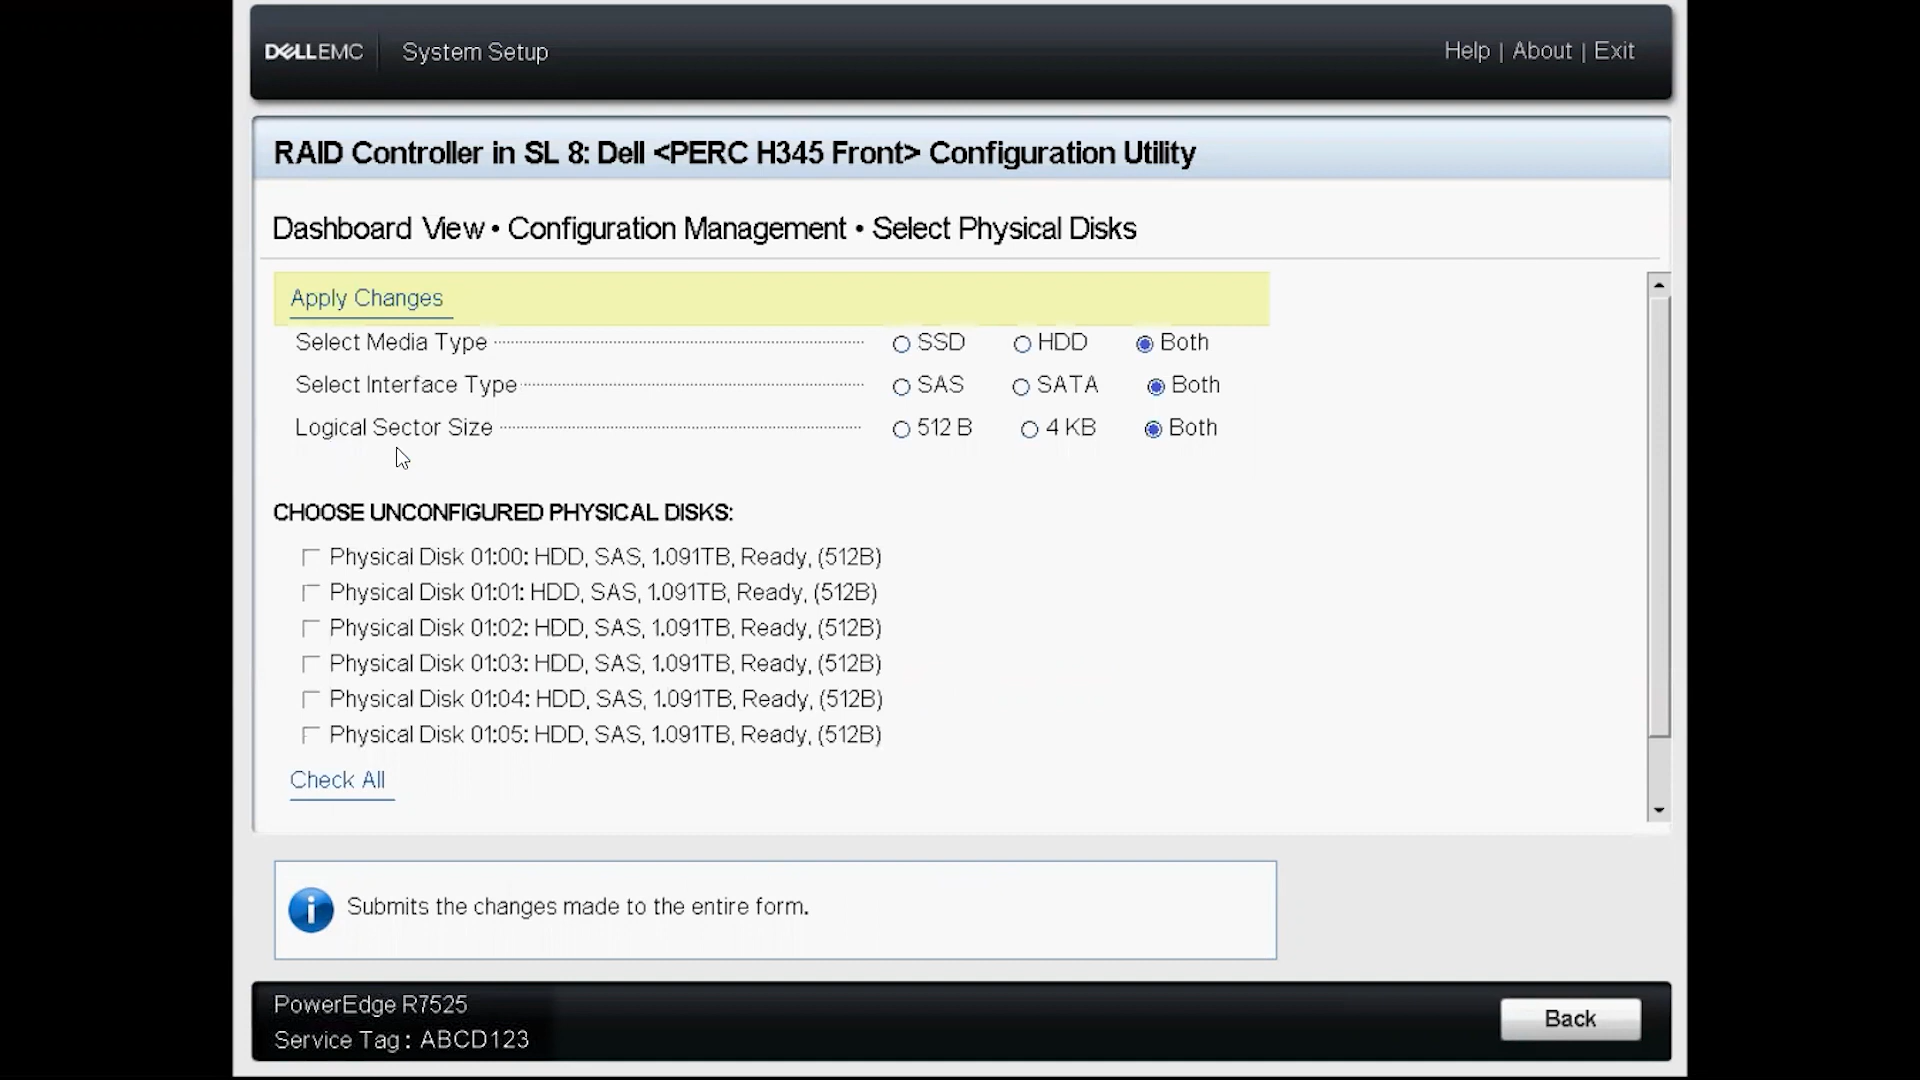 DELLEMC System Setup Help | About | Exit
RAID Controller in SL 8: Dell <PERC H345 Front> Configuration Utility
Dashboard View • Configuration Management • Select Physical Disks
Apply Changes
Select Media Type SSD HDD Both
Select Interface Type SAS SATA Both
Logical Sector Size 512 B 4 KB Both
CHOOSE UNCONFIGURED PHYSICAL DISKS:
Physical Disk 01:00: HDD, SAS, 1.091TB, Ready, (512B)
Physical Disk 01:01: HDD, SAS, 1.091TB, Ready, (512B)
Physical Disk 01:02: HDD, SAS, 1.091TB, Ready, (512B)
Physical Disk 01:03: HDD, SAS, 1.091TB, Ready, (512B)
Physical Disk 01:04: HDD, SAS, 1.091TB, Ready, (512B)
Physical Disk 01:05: HDD, SAS, 1.091TB, Ready, (512B)
Check All
Submits the changes made to the entire form.
PowerEdge R7525
Service Tag : ABCD123
Back